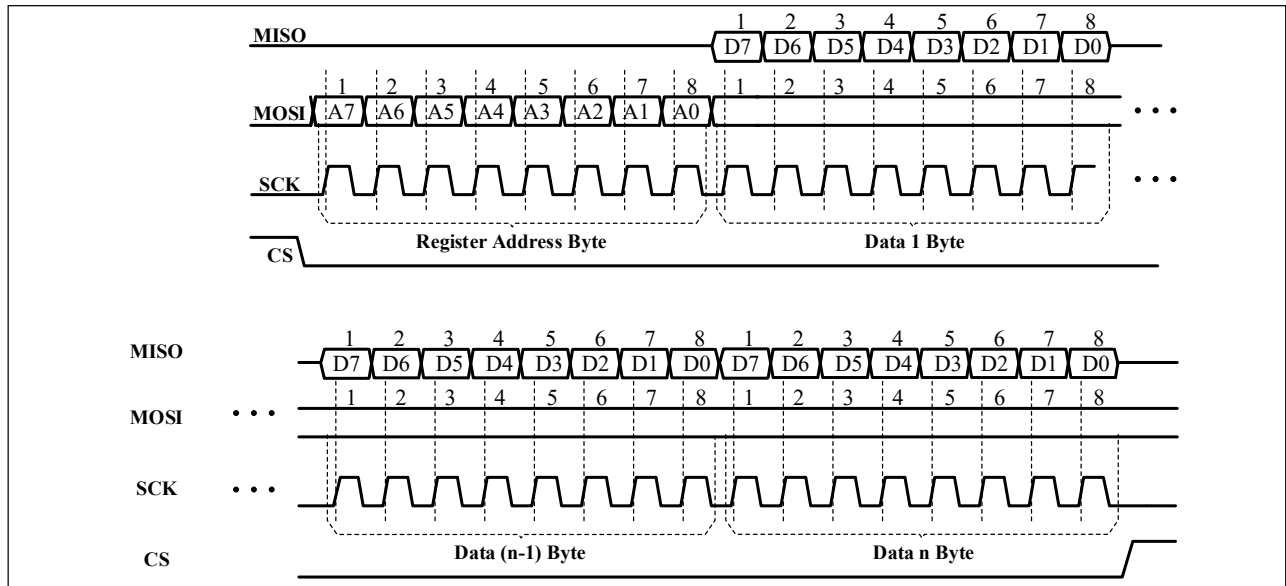 1 2 3 4 5 6 7 8
MISO D7 D6 D5 D4 D3 D2 D1 D0
1 2 3 4 5 6 7 8 1 2 3 4 5 6 7 8
MOSI A7 A6 A5 A4 A3 A2 A1 A0 • • •
SCK • • •
Register Address Byte Data 1 Byte
CS
1 2 3 4 5 6 7 8 1 2 3 4 5 6 7 8
MISO D7 D6 D5 D4 D3 D2 D1 D0 D7 D6 D5 D4 D3 D2 D1 D0
1 2 3 4 5 6 7 8 1 2 3 4 5 6 7 8
MOSI • • •
SCK • • •
Data (n-1) Byte Data n Byte
CS